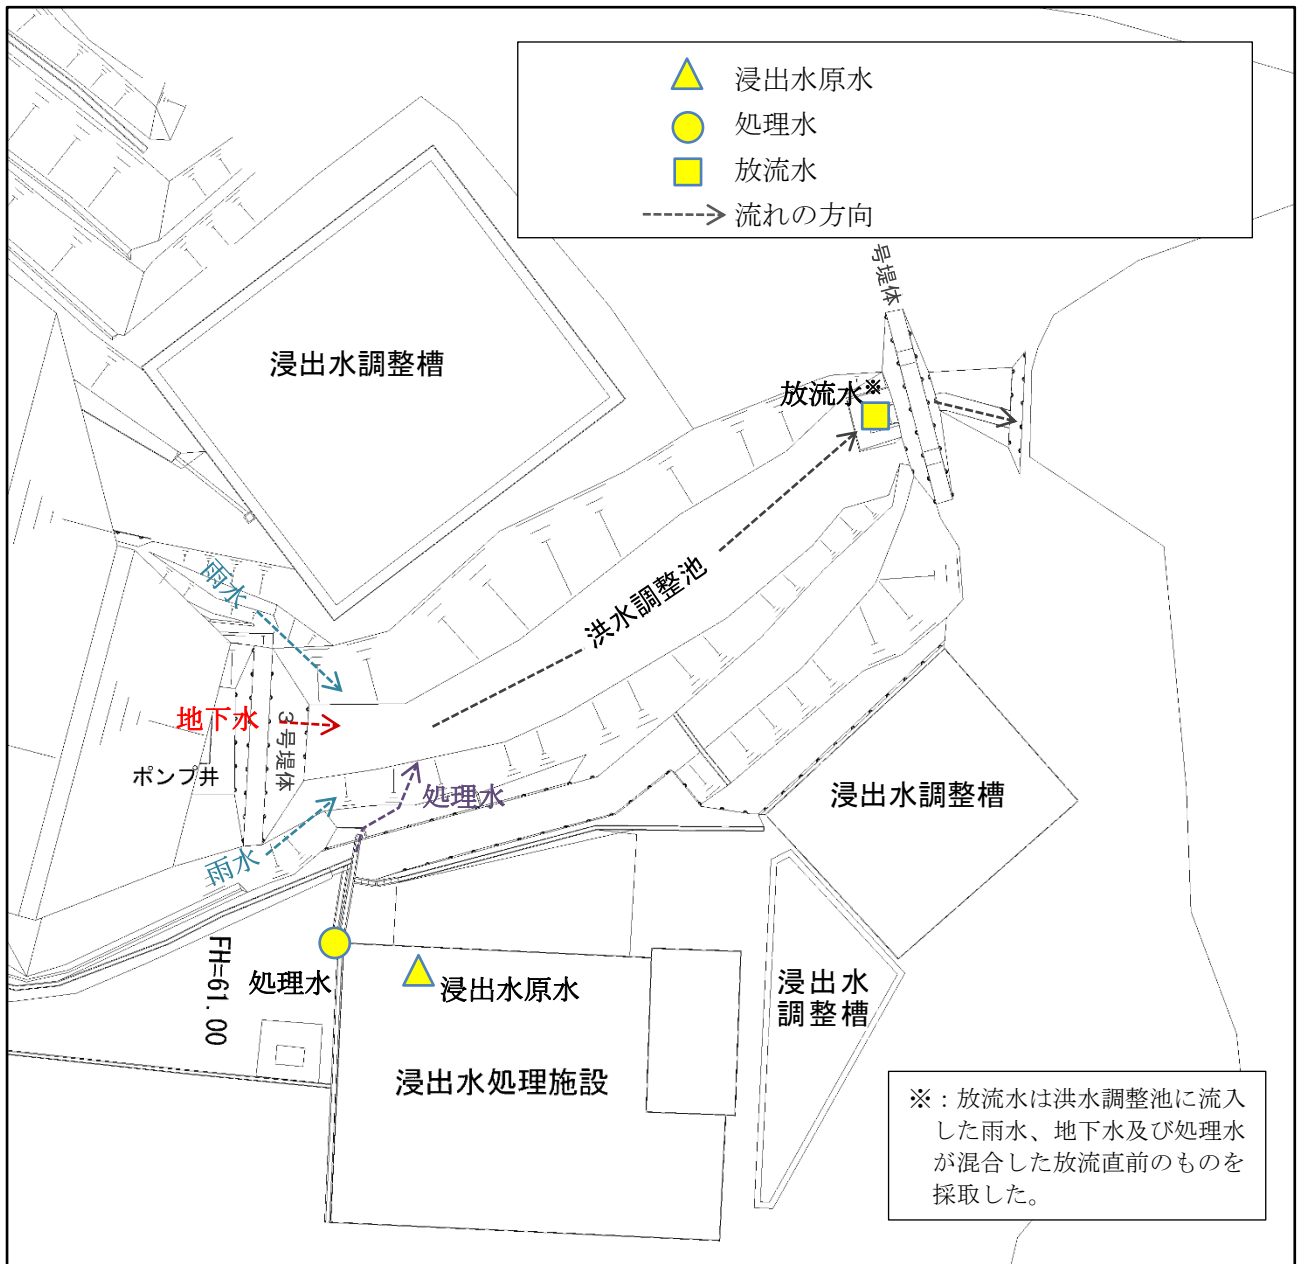 浸出水原水
処理水
放流水
流れの方向
号堤体
浸出水調整槽
放流水※
雨水
洪水調整池
地下水
3号堤体
ポンプ井
処理水
浸出水調整槽
雨水
FH=61.00
処理水
浸出水原水
浸出水
調整槽
浸出水処理施設
※：放流水は洪水調整池に流入
した雨水、地下水及び処理水
が混合した放流直前のものを
採取した。